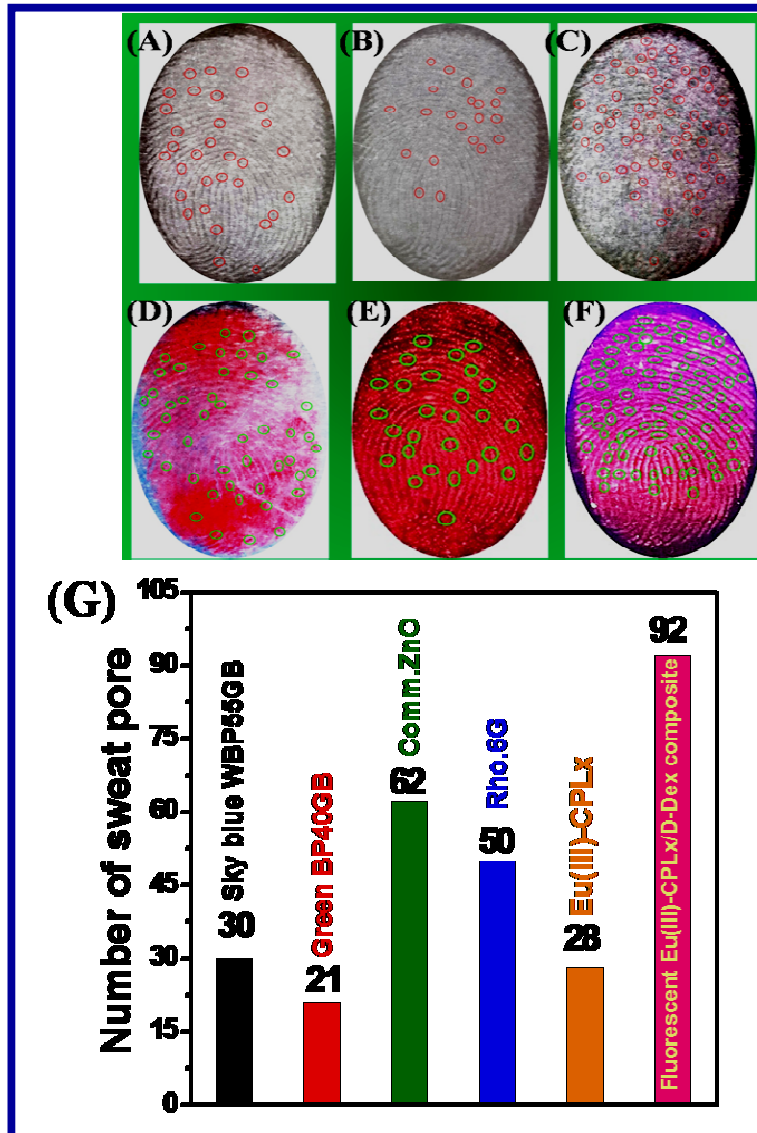 (A)
(B)
(C)
(D)
(E)
(F)
(G)
Number of sweat pore
105
90
75
60
45
30
15
0
30
Sky blue WBP55GB
21
Green BP40GB
62
Comm.ZnO
50
Rho.6G
28
Eu(III)-CPLx
92
Fluorescent Eu(III)-CPLx/D-Dex composite